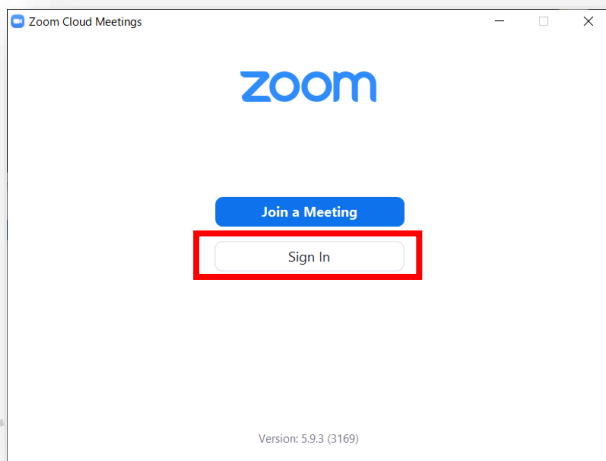 Zoom Cloud Meetings
zoom
Join a Meeting
Sign In
Version: 5.9.3 (3169)